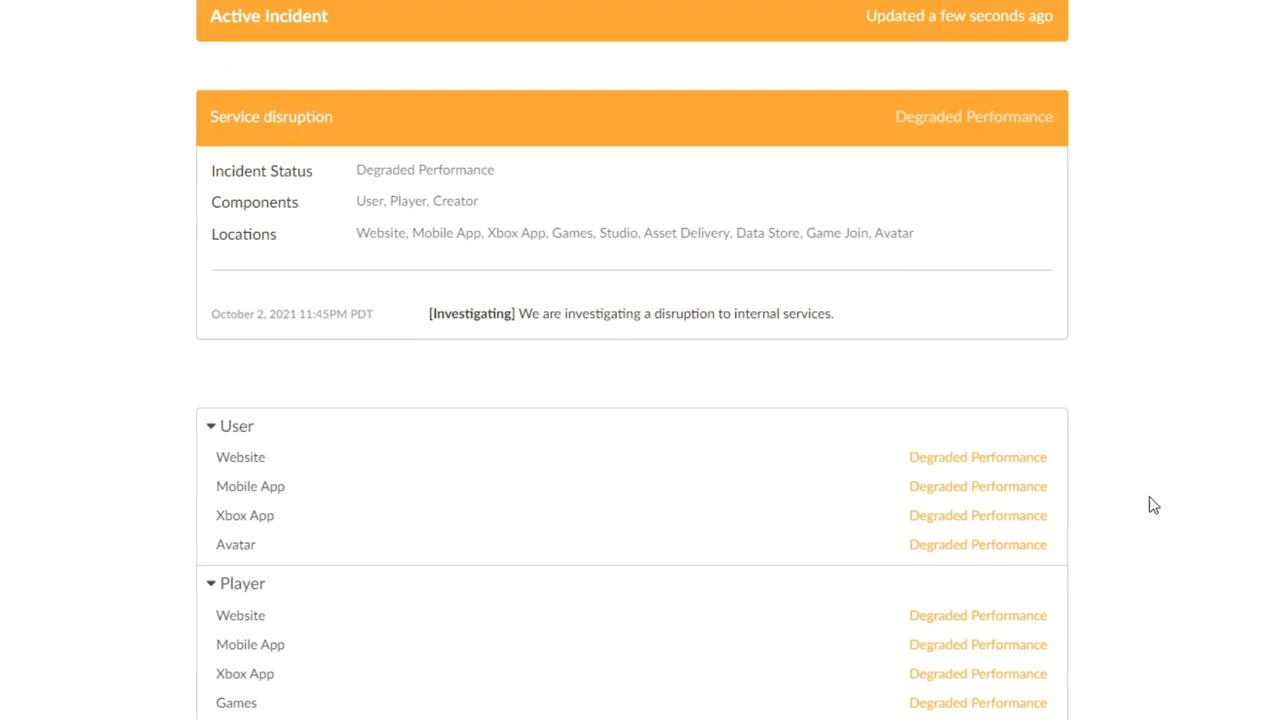 Active Incident Updated a few seconds ago
Service disruption Degraded Performance
Incident Status Degraded Performance
Components User, Player, Creator
Locations Website, Mobile App, Xbox App, Games, Studio, Asset Delivery, Data Store, Game Join, Avatar
October 2, 2021 11:45PM PDT [Investigating] We are investigating a disruption to internal services.
User
Website Degraded Performance
Mobile App Degraded Performance
Xbox App Degraded Performance
Avatar Degraded Performance
Player
Website Degraded Performance
Mobile App Degraded Performance
Xbox App Degraded Performance
Games Degraded Performance